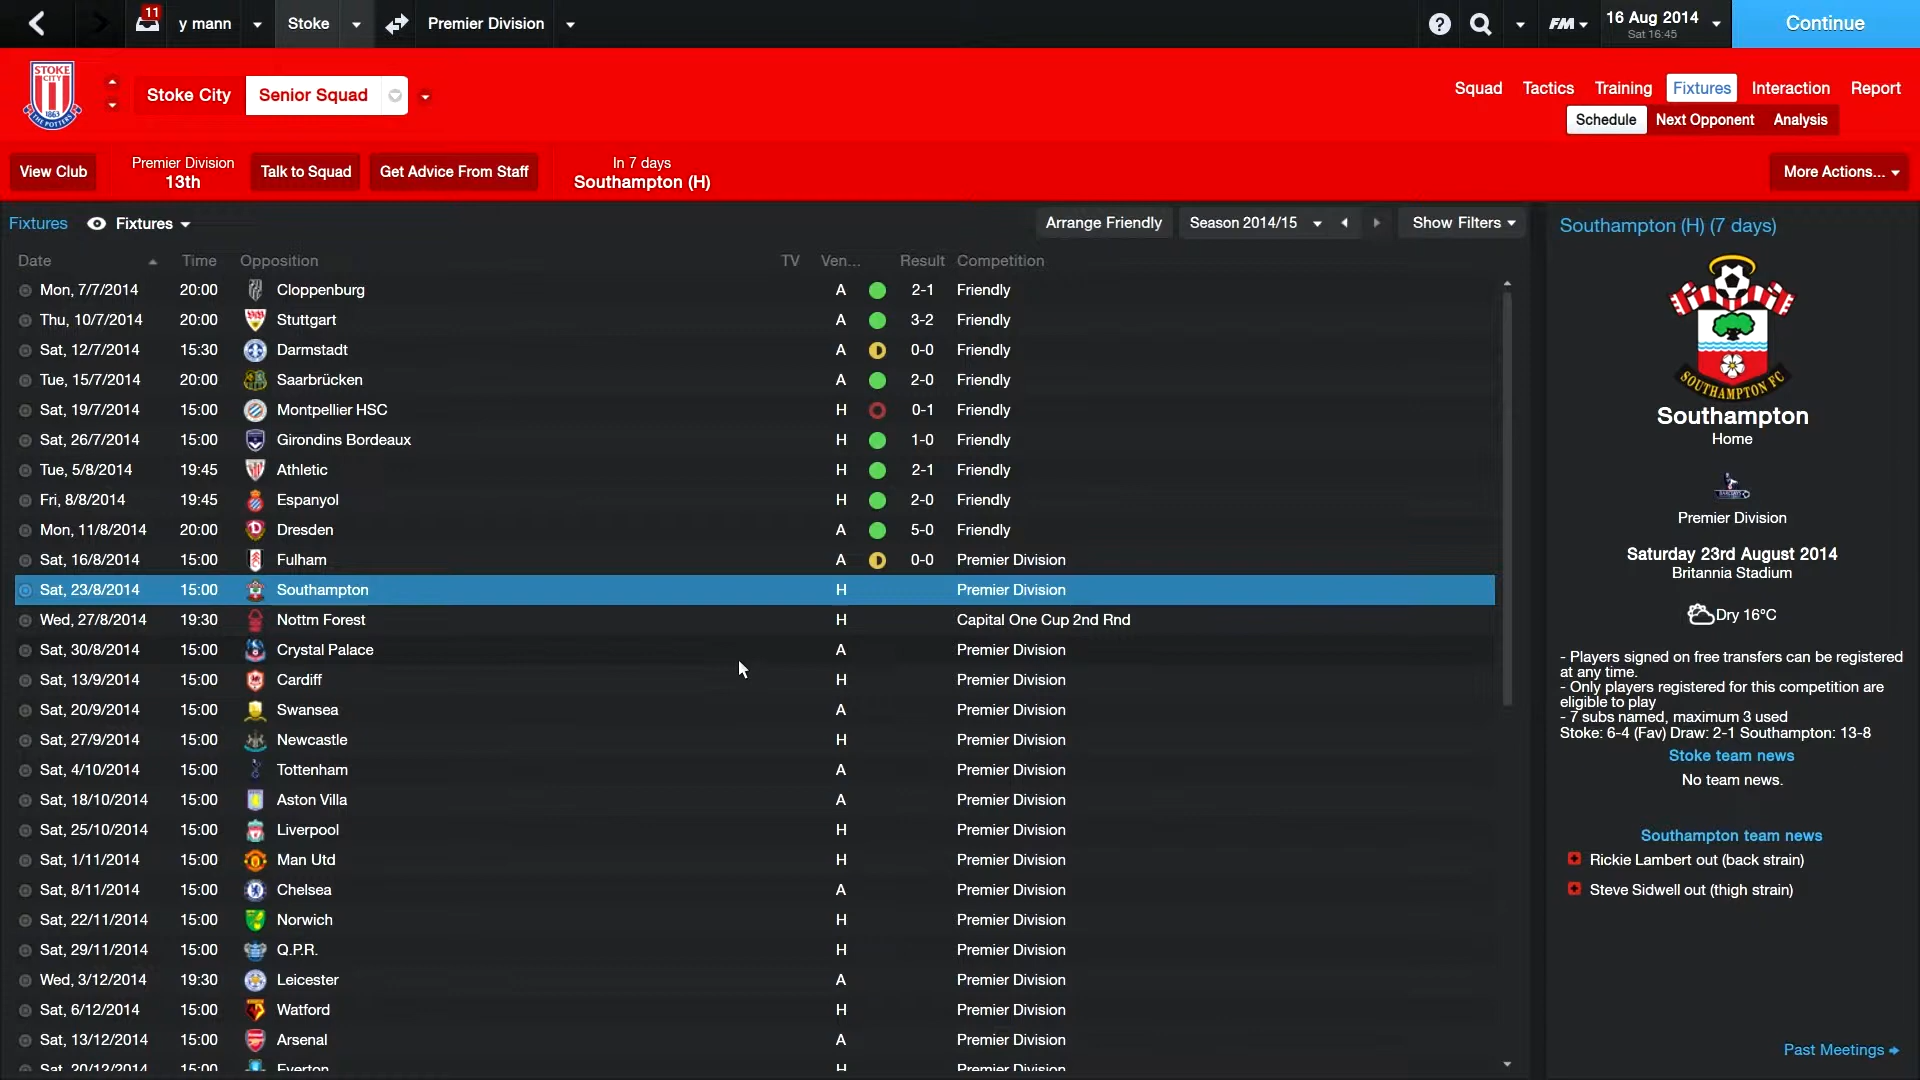 11
y mann
Stoke
Premier Division
FM
16 Aug 2014
Sat 16:45
Continue
STOKE
CITY
1863
THE POTTERS
Stoke City
Senior Squad
Squad Tactics Training Fixtures Interaction Report
Schedule Next Opponent Analysis
View Club
Premier Division
13th
Talk to Squad
Get Advice From Staff
In 7 days
Southampton (H)
More Actions...
Fixtures Fixtures
Arrange Friendly
Season 2014/15
Show Filters
Date Time Opposition TV Ven... Result Competition
Mon, 7/7/2014 20:00 Cloppenburg A 2-1 Friendly
Thu, 10/7/2014 20:00 Stuttgart A 3-2 Friendly
Sat, 12/7/2014 15:30 Darmstadt A 0-0 Friendly
Tue, 15/7/2014 20:00 Saarbrücken A 2-0 Friendly
Sat, 19/7/2014 15:00 Montpellier HSC H 0-1 Friendly
Sat, 26/7/2014 15:00 Girondins Bordeaux H 1-0 Friendly
Tue, 5/8/2014 19:45 Athletic H 2-1 Friendly
Fri, 8/8/2014 19:45 Espanyol H 2-0 Friendly
Mon, 11/8/2014 20:00 Dresden A 5-0 Friendly
Sat, 16/8/2014 15:00 Fulham A 0-0 Premier Division
Sat, 23/8/2014 15:00 Southampton H Premier Division
Wed, 27/8/2014 19:30 Nottm Forest H Capital One Cup 2nd Rnd
Sat, 30/8/2014 15:00 Crystal Palace A Premier Division
Sat, 13/9/2014 15:00 Cardiff H Premier Division
Sat, 20/9/2014 15:00 Swansea A Premier Division
Sat, 27/9/2014 15:00 Newcastle H Premier Division
Sat, 4/10/2014 15:00 Tottenham A Premier Division
Sat, 18/10/2014 15:00 Aston Villa A Premier Division
Sat, 25/10/2014 15:00 Liverpool H Premier Division
Sat, 1/11/2014 15:00 Man Utd H Premier Division
Sat, 8/11/2014 15:00 Chelsea A Premier Division
Sat, 22/11/2014 15:00 Norwich H Premier Division
Sat, 29/11/2014 15:00 Q.P.R. H Premier Division
Wed, 3/12/2014 19:30 Leicester A Premier Division
Sat, 6/12/2014 15:00 Watford H Premier Division
Sat, 13/12/2014 15:00 Arsenal A Premier Division
Sat, 20/12/2014 15:00 Everton H Premier Division
Southampton (H) (7 days)
SOUTHAMPTON FC
Southampton
Home
Premier Division
Saturday 23rd August 2014
Britannia Stadium
Dry 16°C
- Players signed on free transfers can be registered
at any time.
- Only players registered for this competition are
eligible to play
- 7 subs named, maximum 3 used
Stoke: 6-4 (Fav) Draw: 2-1 Southampton: 13-8
Stoke team news
No team news.
Southampton team news
Rickie Lambert out (back strain)
Steve Sidwell out (thigh strain)
Past Meetings